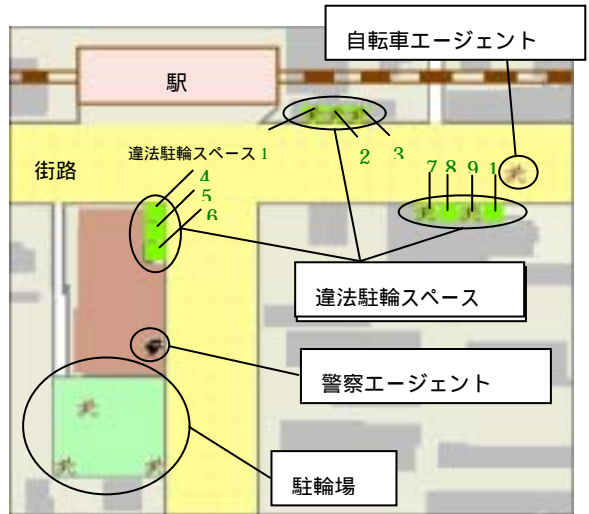 自転車エージェント
駅
違法駐輪スペース 1
2
3
街路
4
5
6
7 8 9 1
違法駐輪スペース
警察エージェント
駐輪場